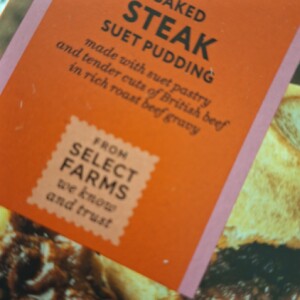 BAKED
STEAK
SUET PUDDING
made with suet pastry
and tender cuts of British beef
in rich roast beef gravy
FROM
SELECT
FARMS
we know
and trust